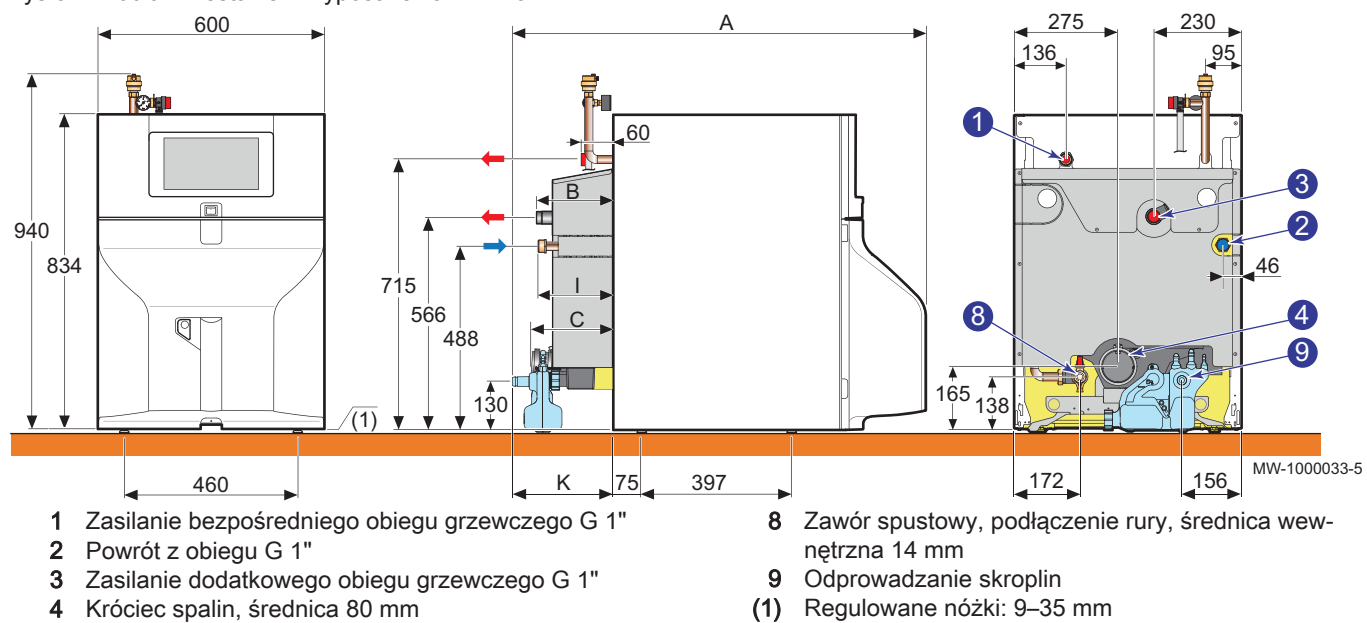 600
A
275
230
136
95
60
1
B
3
2
940
834
715
566
488
I
46
C
8
4
9
130
165
138
(1)
MW-1000033-5
460
K
75
397
172
156
1 Zasilanie bezpośredniego obiegu grzewczego G 1"
2 Powrót z obiegu G 1"
3 Zasilanie dodatkowego obiegu grzewczego G 1"
4 Króciec spalin, średnica 80 mm
8 Zawór spustowy, podłączenie rury, średnica wew-
nętrzna 14 mm
9 Odprowadzanie skroplin
(1) Regulowane nóżki: 9–35 mm